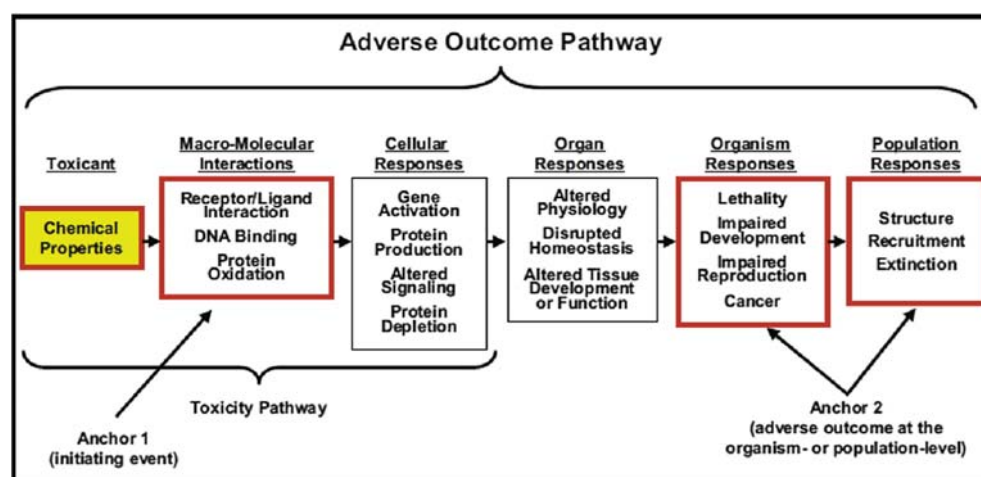 Adverse Outcome Pathway
Toxicant
Chemical
Properties
Macro-Molecular
Interactions
Receptor/Ligand
Interaction
DNA Binding
Protein
Oxidation
Cellular
Responses
Gene
Activation
Protein
Production
Altered
Signaling
Protein
Depletion
Organ
Responses
Altered
Physiology
Disrupted
Homeostasis
Altered Tissue
Development
or Function
Organism
Responses
Lethality
Impaired
Development
Impaired
Reproduction
Cancer
Population
Responses
Structure
Recruitment
Extinction
Toxicity Pathway
Anchor 1
(initiating event)
Anchor 2
(adverse outcome at the
organism- or population-level)